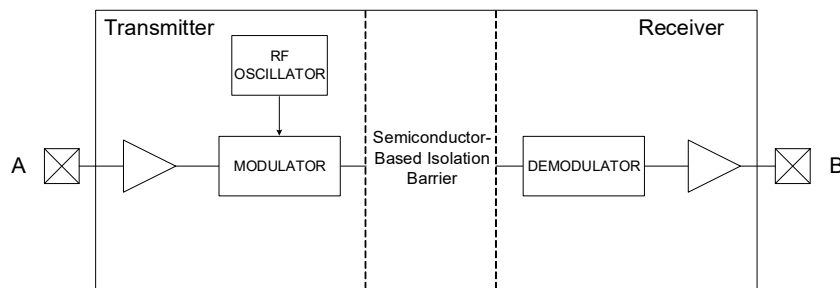 Transmitter
Receiver
RF
OSCILLATOR
A
MODULATOR
Semiconductor-
Based Isolation
Barrier
DEMODULATOR
B